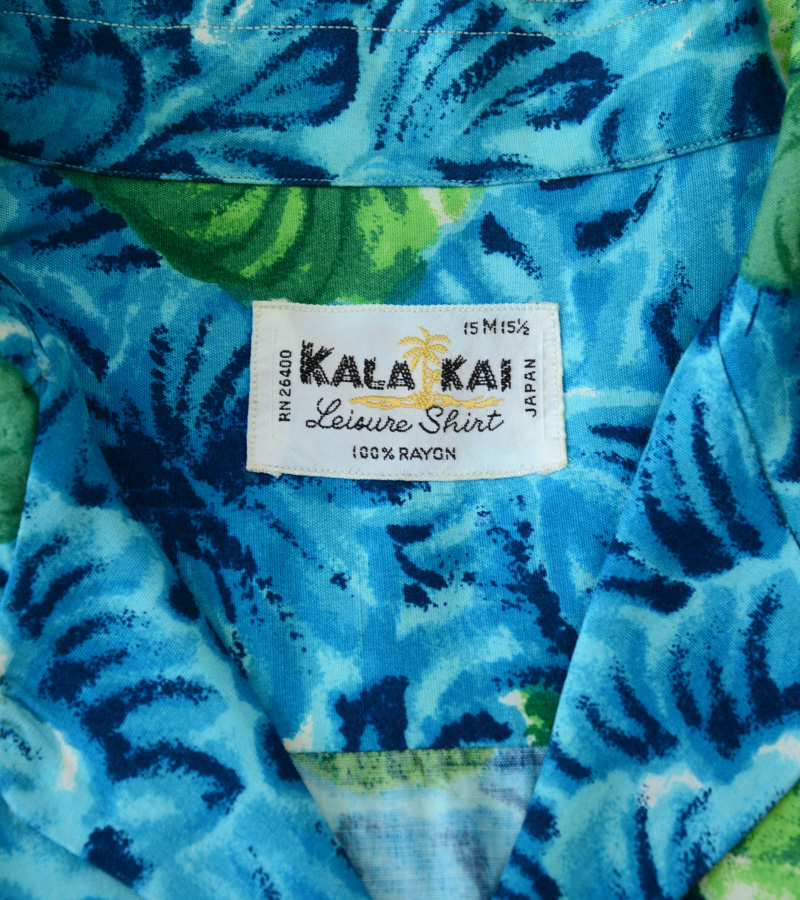 15 M 15½
KALA KAI
Leisure Shirt
100% RAYON
RN 26400
JAPAN